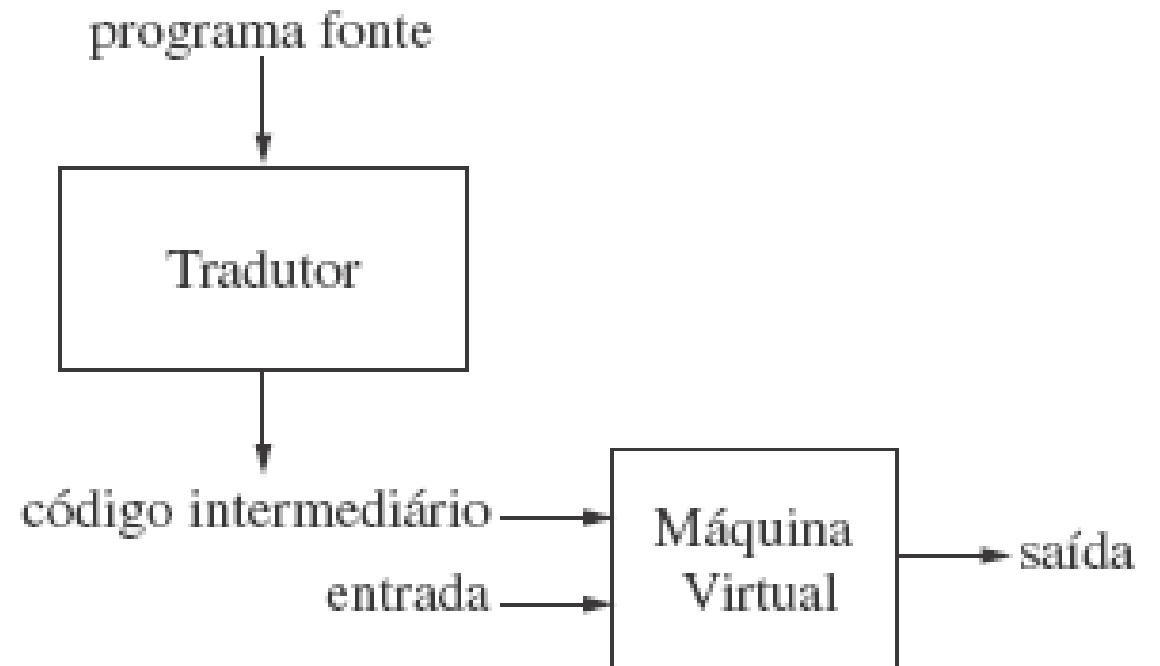 programa fonte
Tradutor
código intermediário
entrada
Máquina
Virtual
saída